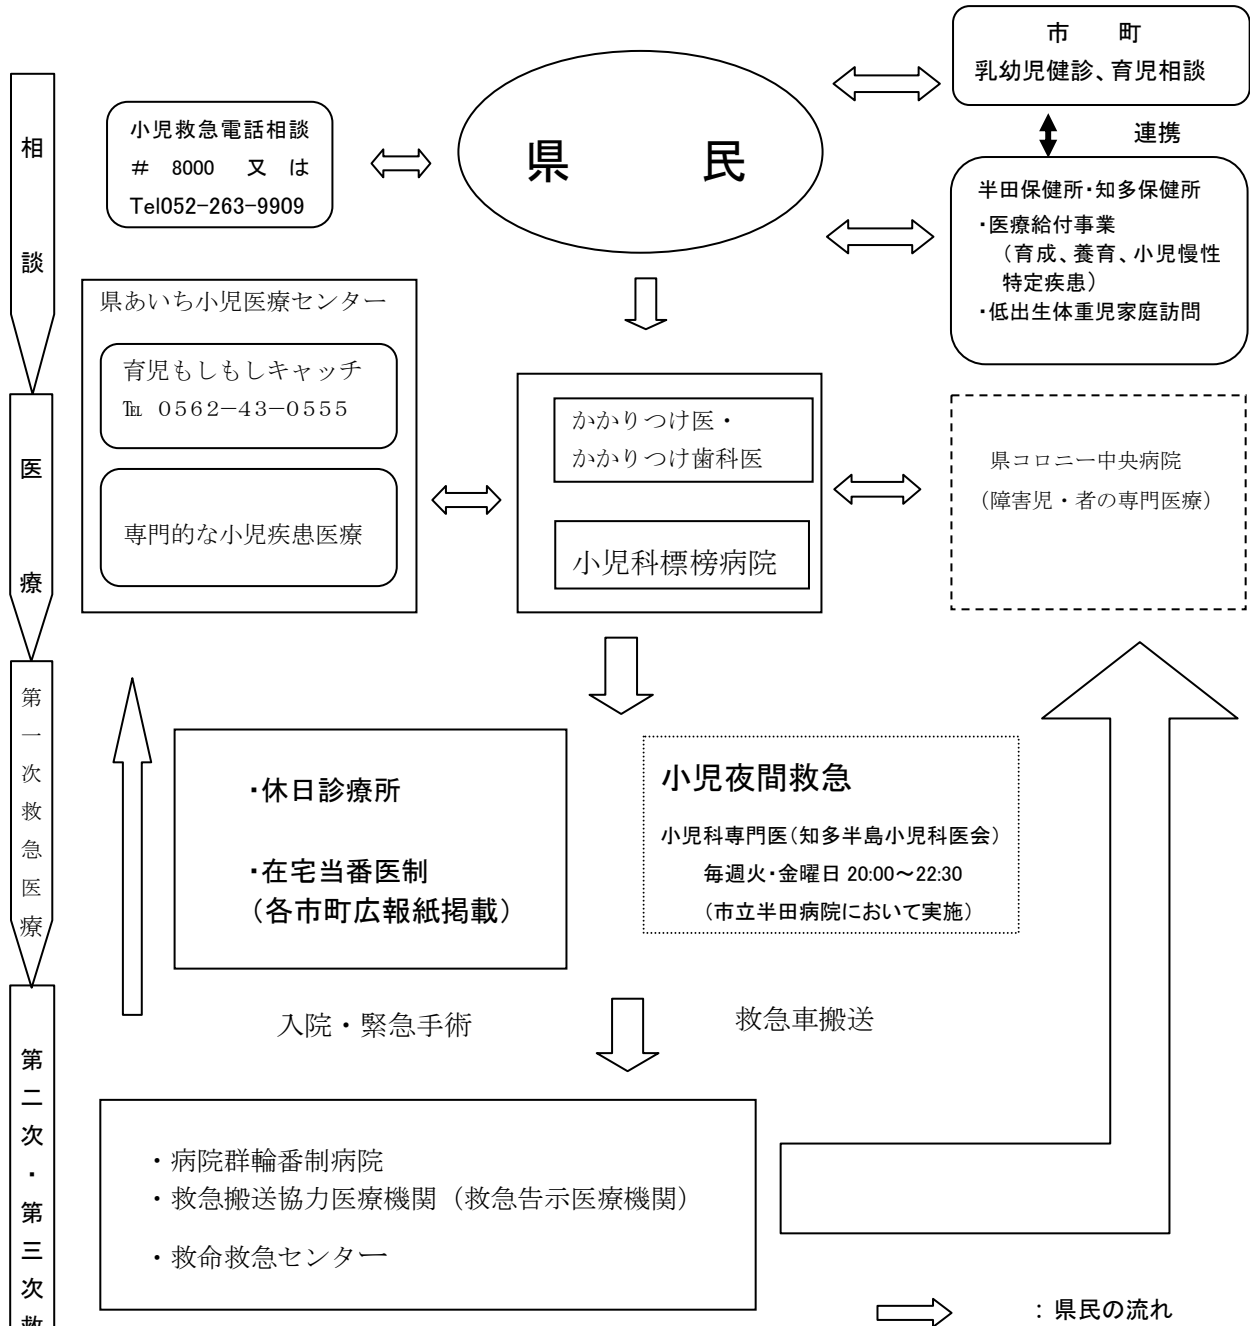 市　町
乳幼児健診、育児相談
連携
相談
小児救急電話相談
＃　8000　又　は
Tel052-263-9909
県　民
半田保健所・知多保健所
・医療給付事業
（育成、養育、小児慢性
特定疾患）
・低出生体重児家庭訪問
県あいち小児医療センター
育児もしもしキャッチ
℡　0562－43－0555
専門的な小児疾患医療
医療
かかりつけ医・
かかりつけ歯科医
小児科標榜病院
県コロニー中央病院
（障害児・者の専門医療）
第一次救急医療
・休日診療所
・在宅当番医制
（各市町広報紙掲載）
小児夜間救急
小児科専門医（知多半島小児科医会）
毎週火・金曜日 20:00～22:30
（市立半田病院において実施）
入院・緊急手術
救急車搬送
第二次・第三次救
・病院群輪番制病院
・救急搬送協力医療機関（救急告示医療機関）
・救命救急センター
：県民の流れ